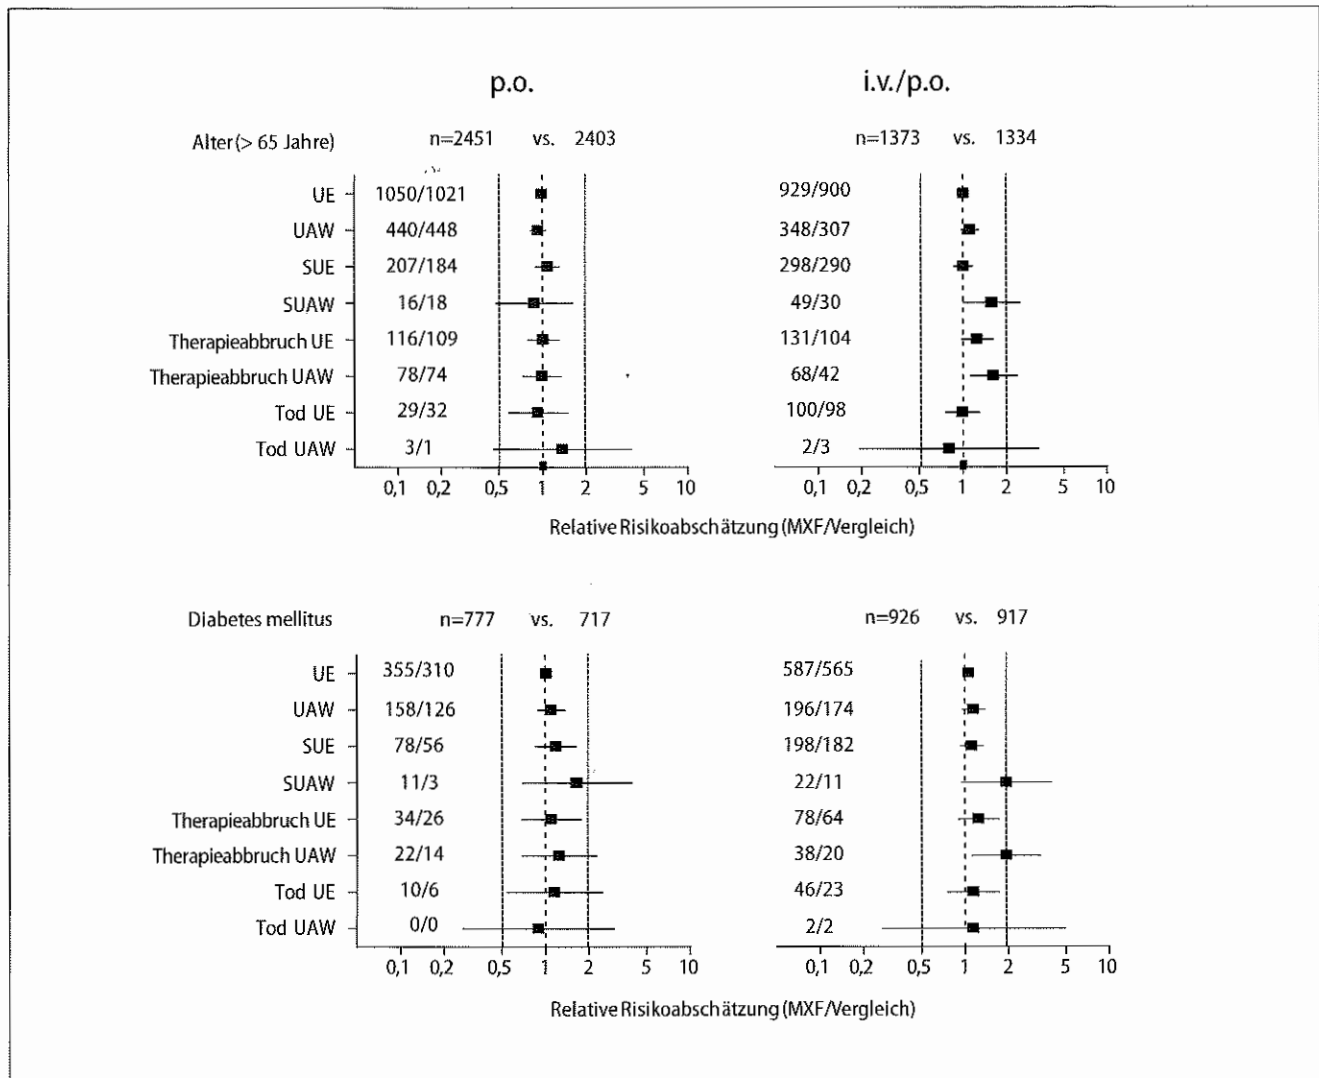 p.o. i.v./p.o.
Alter (> 65 Jahre) n=2451 vs. 2403 n=1373 vs. 1334
UE 1050/1021 929/900
UAW 440/448 348/307
SUE 207/184 298/290
SUAW 16/18 49/30
Therapieabbruch UE 116/109 131/104
Therapieabbruch UAW 78/74 68/42
Tod UE 29/32 100/98
Tod UAW 3/1 2/3
0,1 0,2 0,5 1 2 5 10 0,1 0,2 0,5 1 2 5 10
Relative Risikoabschätzung (MXF/Vergleich)
Diabetes mellitus n=777 vs. 717 n=926 vs. 917
UE 355/310 587/565
UAW 158/126 196/174
SUE 78/56 198/182
SUAW 11/3 22/11
Therapieabbruch UE 34/26 78/64
Therapieabbruch UAW 22/14 38/20
Tod UE 10/6 46/23
Tod UAW 0/0 2/2
0,1 0,2 0,5 1 2 5 10 0,1 0,2 0,5 1 2 5 10
Relative Risikoabschätzung (MXF/Vergleich)